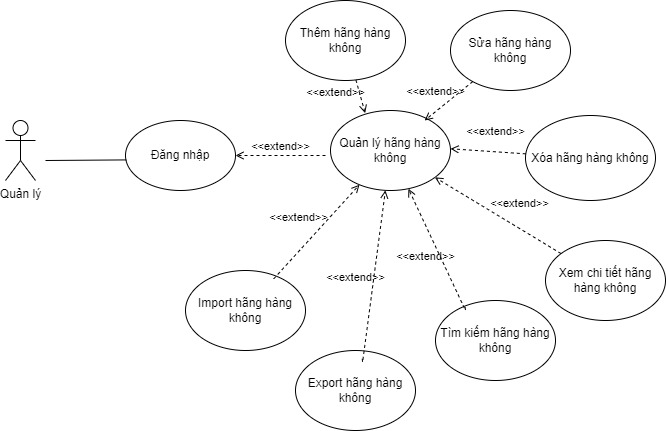 Thêm hãng hàng
không
Sửa hãng hàng
không
<<extend>>
<<extend>>
Quản lý
Đăng nhập
<<extend>>
Quản lý hãng hàng
không
<<extend>>
Xóa hãng hàng không
<<extend>>
Xem chi tiết hãng
hàng không
<<extend>>
Import hãng hàng
không
<<extend>>
Export hãng hàng
không
<<extend>>
Tìm kiếm hãng hàng
không